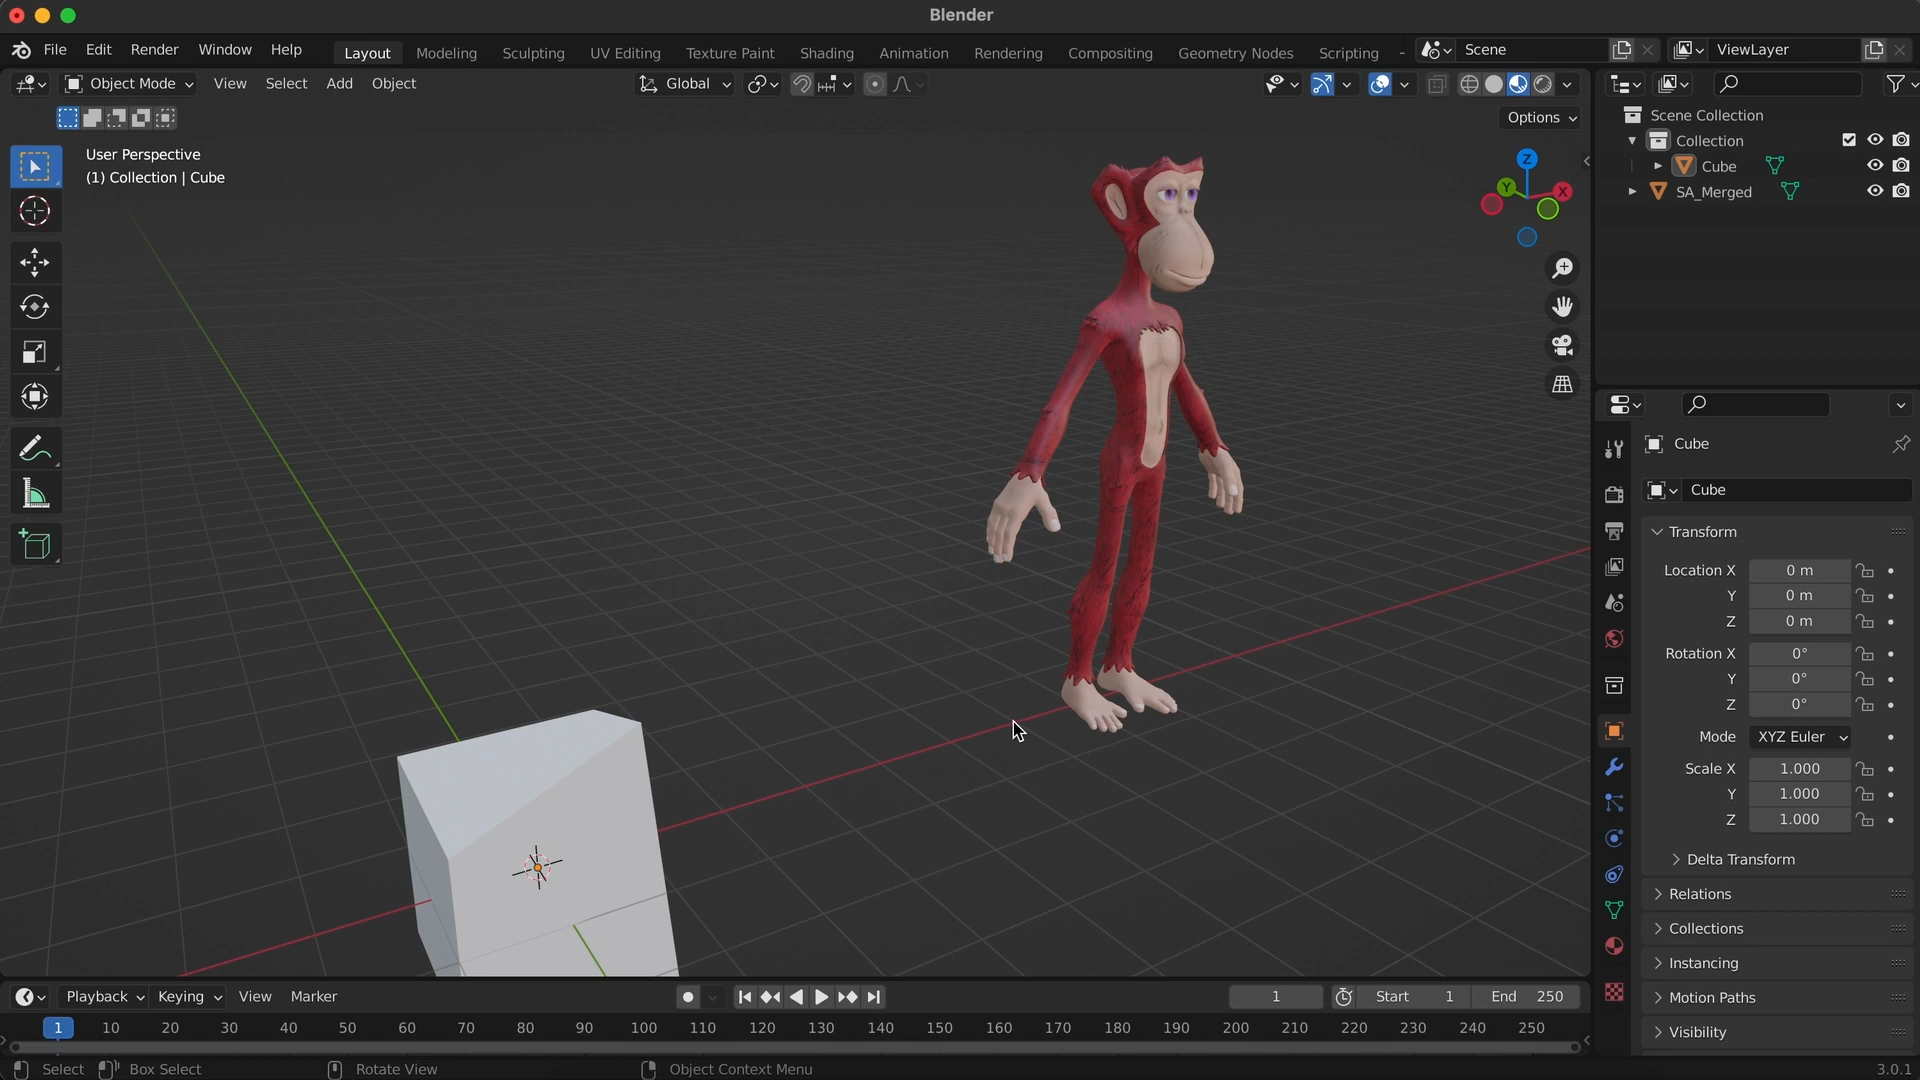 Blender
File Edit Render Window Help Layout Modeling Sculpting UV Editing Texture Paint Shading Animation Rendering Compositing Geometry Nodes Scripting Scene ViewLayer
Object Mode View Select Add Object Global
Options
User Perspective
(1) Collection | Cube
Z
Y
X
Scene Collection
Collection
Cube
SA_Merged
Cube
Cube
Transform
Location X 0 m
Y 0 m
Z 0 m
Rotation X 0°
Y 0°
Z 0°
Mode XYZ Euler
Scale X 1.000
Y 1.000
Z 1.000
Delta Transform
Relations
Collections
Instancing
Motion Paths
Visibility
Playback Keying View Marker 1 Start 1 End 250
1 10 20 30 40 50 60 70 80 90 100 110 120 130 140 150 160 170 180 190 200 210 220 230 240 250
Select Box Select Rotate View Object Context Menu 3.0.1